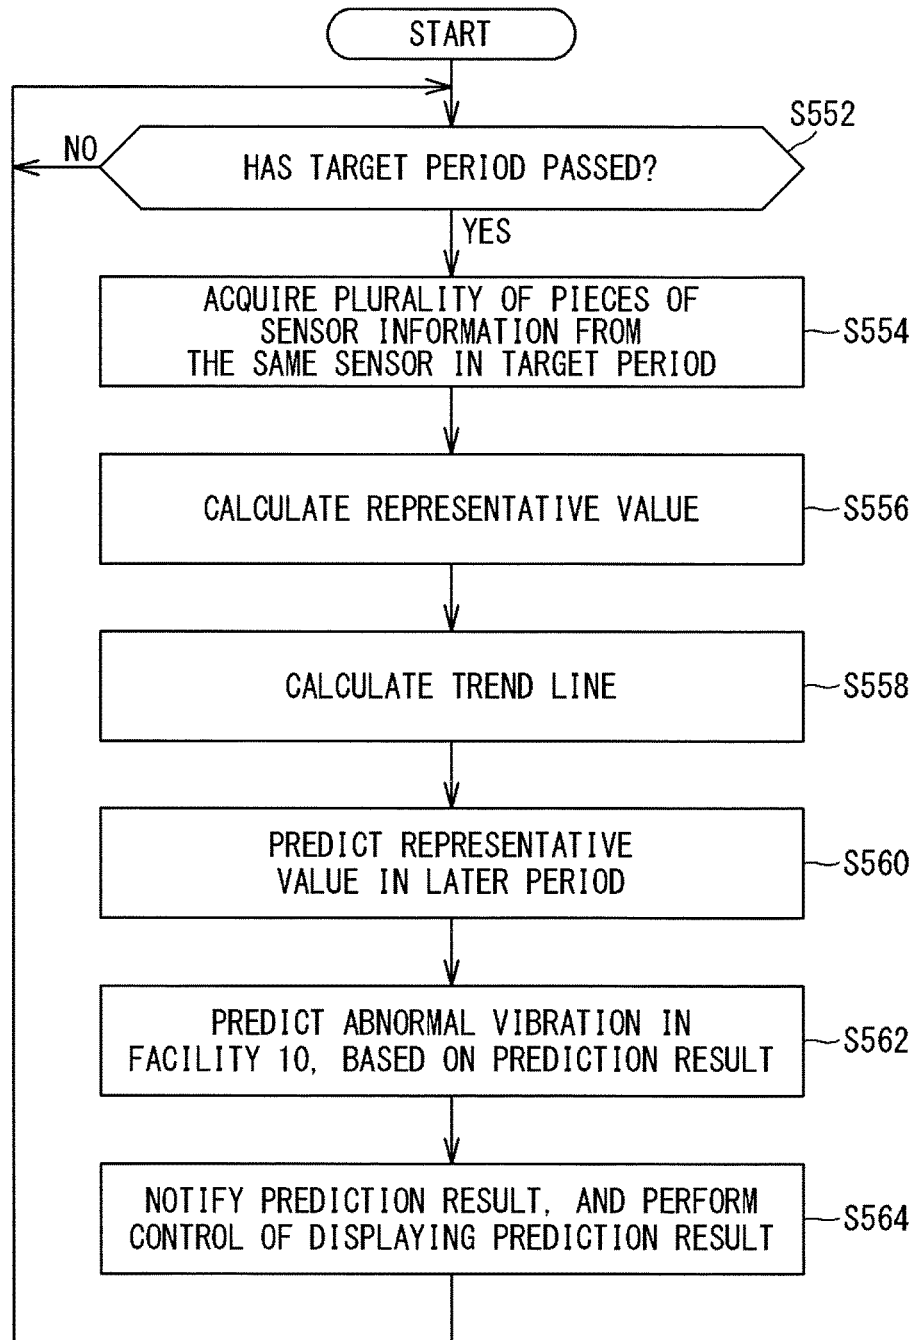 START
S552
NO
HAS TARGET PERIOD PASSED?
YES
ACQUIRE PLURALITY OF PIECES OF
SENSOR INFORMATION FROM
THE SAME SENSOR IN TARGET PERIOD
S554
CALCULATE REPRESENTATIVE VALUE
S556
CALCULATE TREND LINE
S558
PREDICT REPRESENTATIVE
VALUE IN LATER PERIOD
S560
PREDICT ABNORMAL VIBRATION IN
FACILITY 10, BASED ON PREDICTION RESULT
S562
NOTIFY PREDICTION RESULT, AND PERFORM
CONTROL OF DISPLAYING PREDICTION RESULT
S564